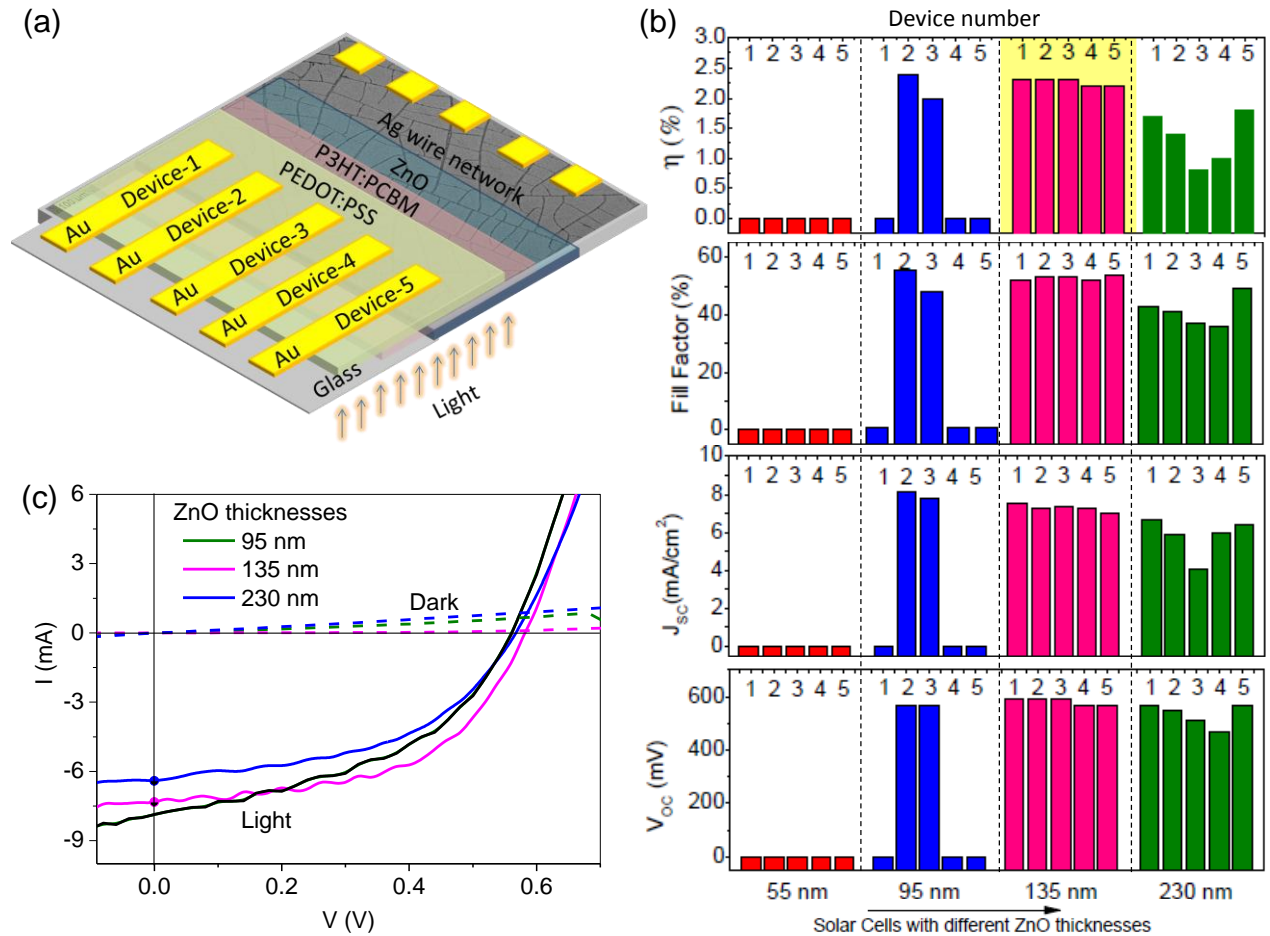 (a)
Ag wire network
ZnO
P3HT:PCBM
PEDOT:PSS
Au Device-1
Au Device-2
Au Device-3
Au Device-4
Au Device-5
Glass
Light
(b)
Device number
3.0
2.5
2.0
1.5
1.0
0.5
0.0
η (%)
1 2 3 4 5
1 2 3 4 5
1 2 3 4 5
1 2 3 4 5
60
40
20
0
Fill Factor (%)
1 2 3 4 5
1 2 3 4 5
1 2 3 4 5
1 2 3 4 5
10
8
6
4
2
0
JSC(mA/cm2)
1 2 3 4 5
1 2 3 4 5
1 2 3 4 5
1 2 3 4 5
600
400
200
0
VOC (mV)
1 2 3 4 5
1 2 3 4 5
1 2 3 4 5
1 2 3 4 5
55 nm
95 nm
135 nm
230 nm
Solar Cells with different ZnO thicknesses
(c)
6
3
0
-3
-6
-9
I (mA)
ZnO thicknesses
95 nm
135 nm
230 nm
Dark
Light
0.0
0.2
0.4
0.6
V (V)